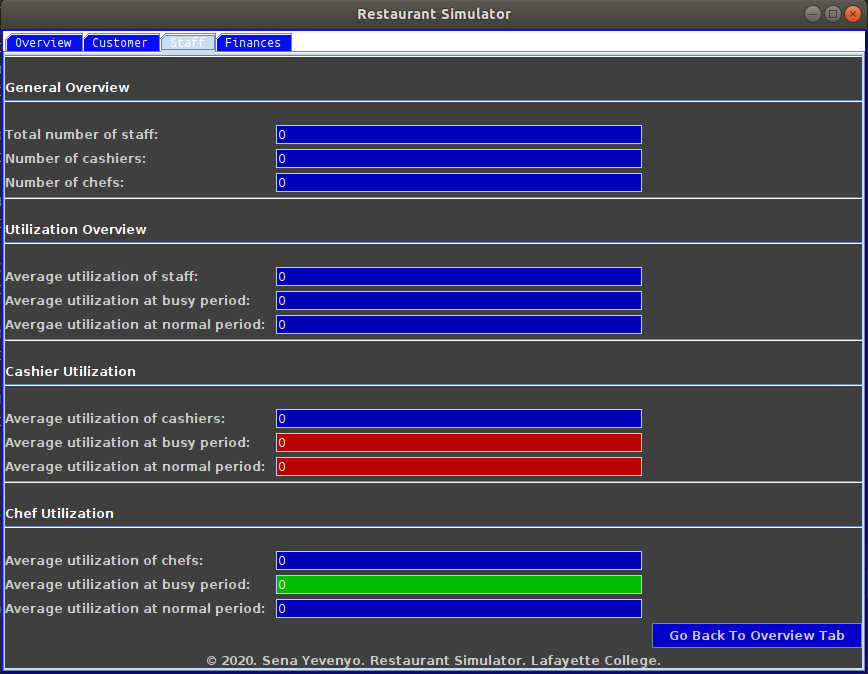 Restaurant Simulator
Overview Customer Staff Finances
General Overview
Total number of staff: 0
Number of cashiers: 0
Number of chefs: 0
Utilization Overview
Average utilization of staff: 0
Average utilization at busy period: 0
Avergae utilization at normal period: 0
Cashier Utilization
Average utilization of cashiers: 0
Average utilization at busy period: 0
Average utilization at normal period: 0
Chef Utilization
Average utilization of chefs: 0
Average utilization at busy period: 0
Average utilization at normal period: 0
Go Back To Overview Tab
© 2020. Sena Yevenyo. Restaurant Simulator. Lafayette College.